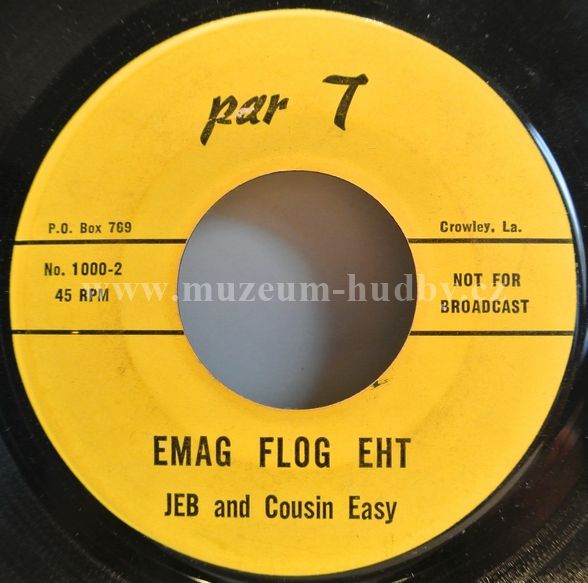 par T
P.O. Box 769
Crowley, La.
No. 1000-2
45 RPM
NOT FOR
BROADCAST
www.muzeum-hudby.cz
EMAG FLOG EHT
JEB and Cousin Easy